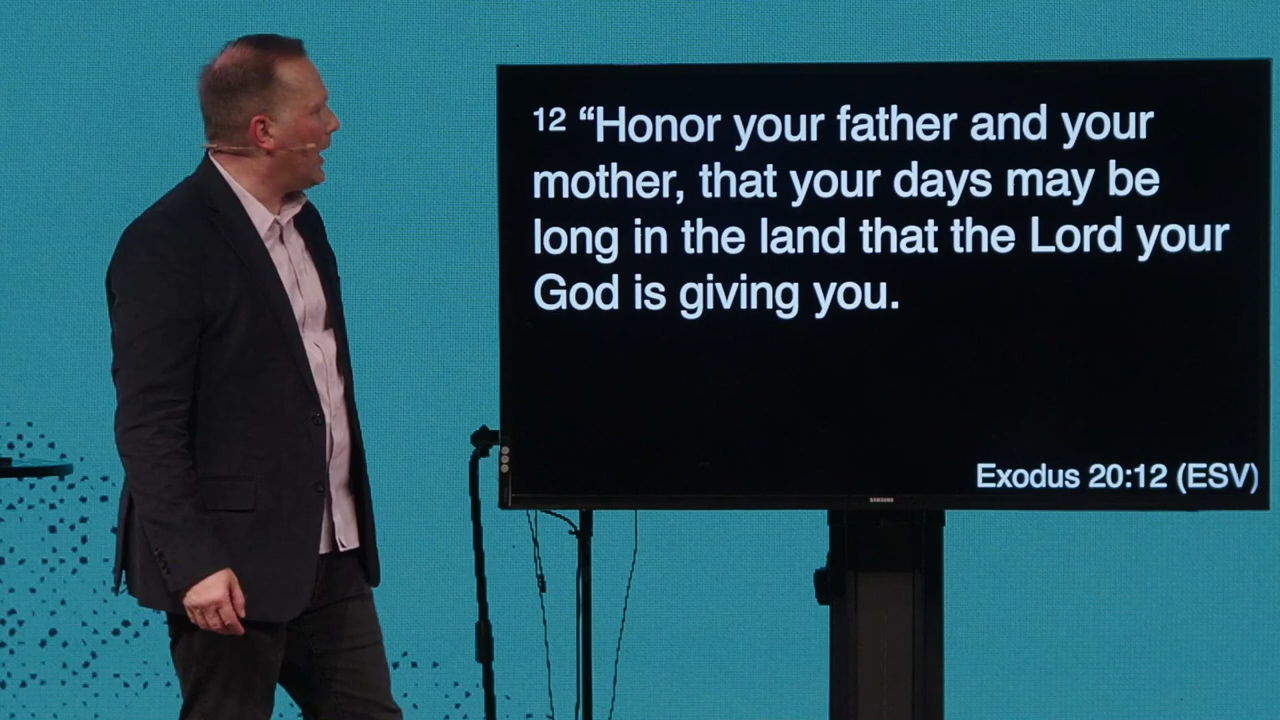 12 “Honor your father and your
mother, that your days may be
long in the land that the Lord your
God is giving you.
Exodus 20:12 (ESV)
SAMSUNG